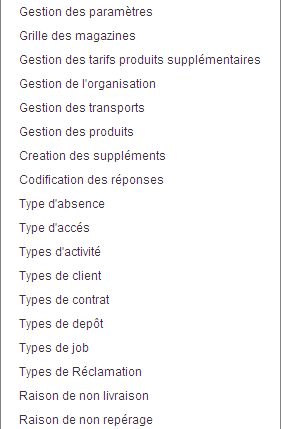 Gestion des paramètres
Grille des magazines
Gestion des tarifs produits supplémentaires
Gestion de l'organisation
Gestion des transports
Gestion des produits
Creation des suppléments
Codification des réponses
Type d'absence
Type d'accés
Types d'activité
Types de client
Types de contrat
Types de depôt
Types de job
Types de Réclamation
Raison de non livraison
Raison de non repérage